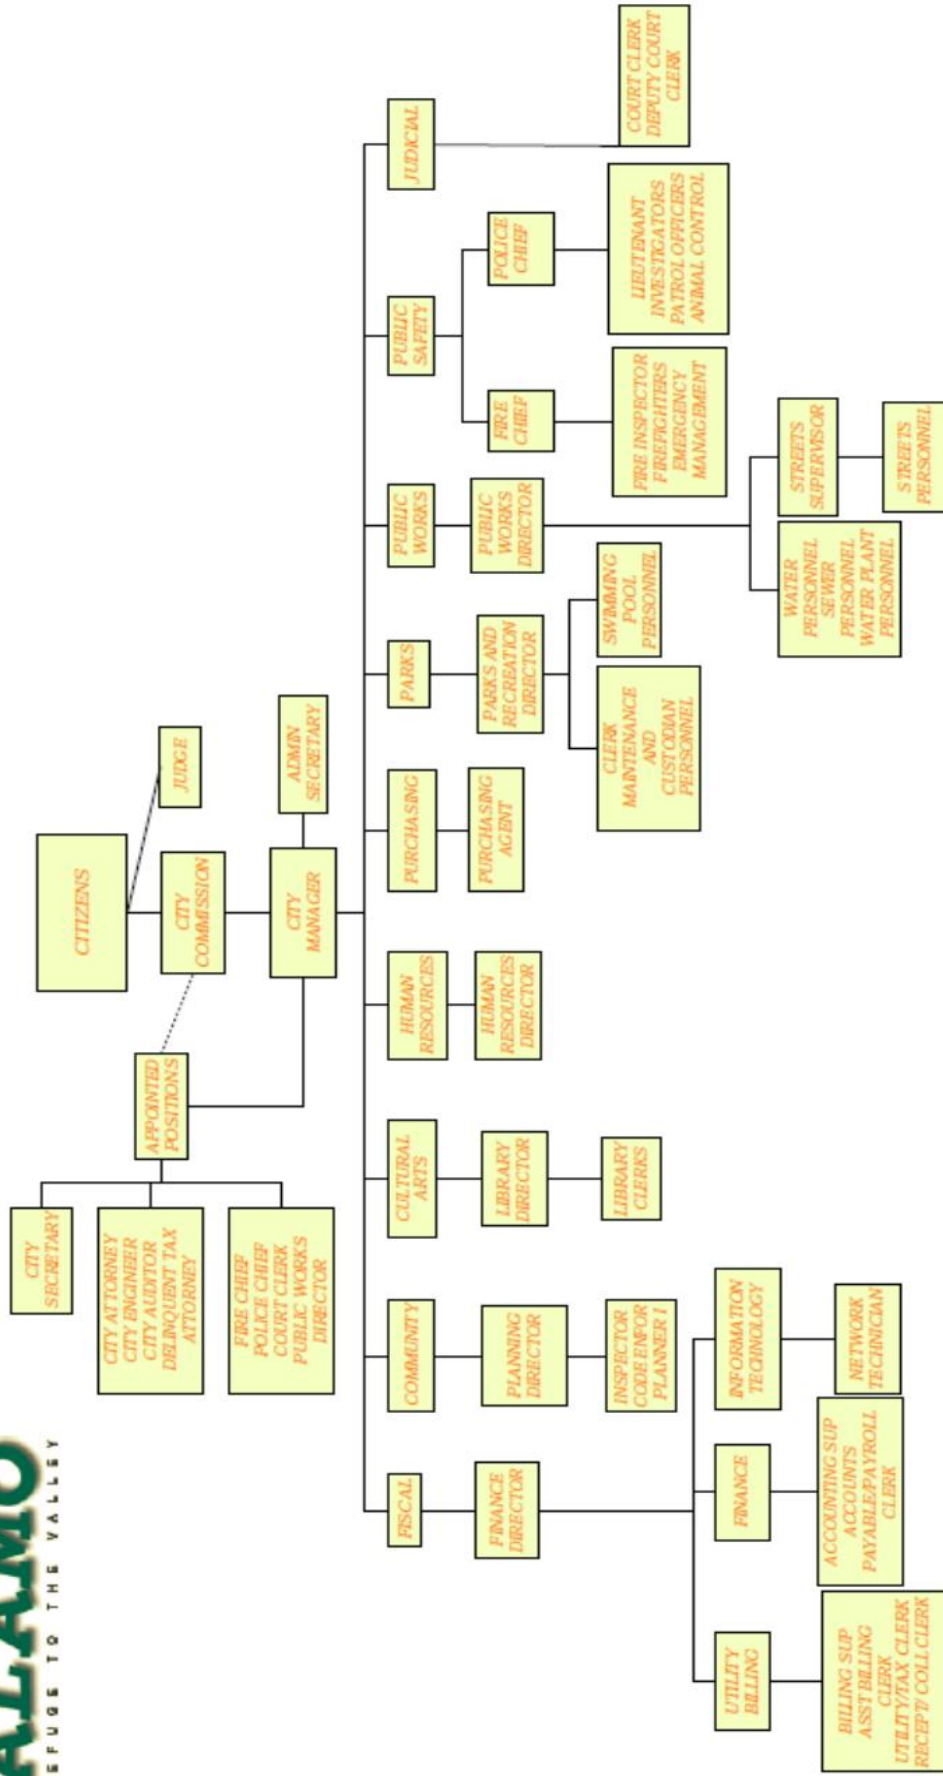 ALAMO
REFUGE TO THE VALLEY
CITIZENS
JUDGE
CITY
COMMISSION
APPOINTED
POSITIONS
CITY
SECRETARY
CITY ATTORNEY
CITY ENGINEER
CITY AUDITOR
DELINQUENT TAX
ATTORNEY
FIRE CHIEF
POLICE CHIEF
COURT CLERK
PUBLIC WORKS
DIRECTOR
CITY
MANAGER
ADMIN
SECRETARY
FISCAL
COMMUNITY
CULTURAL
ARTS
HUMAN
RESOURCES
PURCHASING
PARKS
PUBLIC
WORKS
PUBLIC
SAFETY
JUDICIAL
FINANCE
DIRECTOR
PLANNING
DIRECTOR
LIBRARY
DIRECTOR
HUMAN
RESOURCES
DIRECTOR
PURCHASING
AGENT
PARKS AND
RECREATION
DIRECTOR
PUBLIC
WORKS
DIRECTOR
FIRE
CHIEF
POLICE
CHIEF
INSPECTOR
CODE ENFOR
PLANNER I
LIBRARY
CLERKS
CLERK
MAINTENANCE
AND
CUSTODIAN
PERSONNEL
SWIMMING
POOL
PERSONNEL
FIRE INSPECTOR
FIREFIGHTERS
EMERGENCY
MANAGEMENT
LIEUTENANT
INVESTIGATORS
PATROL OFFICERS
ANIMAL CONTROL
COURT CLERK
DEPUTY COURT
CLERK
UTILITY
BILLING
FINANCE
INFORMATION
TECHNOLOGY
WATER
PERSONNEL
SEWER
PERSONNEL
WATER PLANT
PERSONNEL
STREETS
SUPERVISOR
BILLING SUP
ASST BILLING
CLERK
UTILITY/TAX CLERK
RECEPT/ COLL CLERK
ACCOUNTING SUP
ACCOUNTS
PAYABLE/PAYROLL
CLERK
NETWORK
TECHNICIAN
STREETS
PERSONNEL